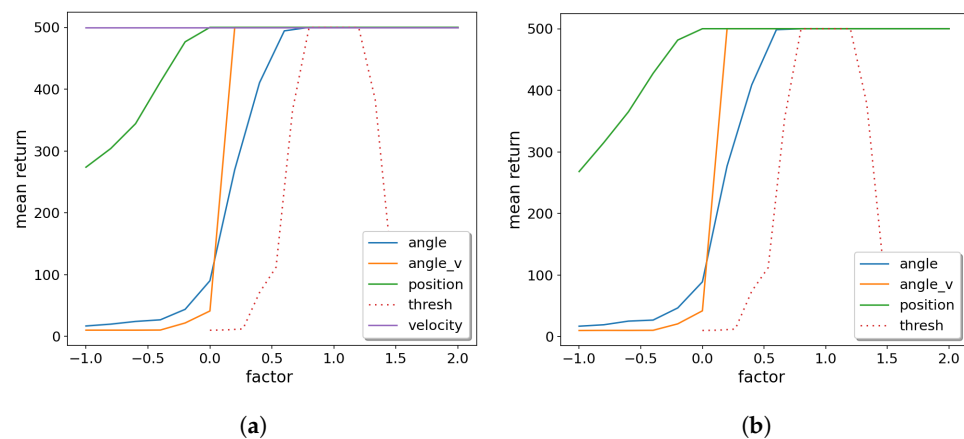 500
400
300
200
100
0
mean return
−1.0 −0.5 0.0 0.5 1.0 1.5 2.0
factor
angle
angle_v
position
thresh
velocity
(a)
500
400
300
200
100
0
mean return
−1.0 −0.5 0.0 0.5 1.0 1.5 2.0
factor
angle
angle_v
position
thresh
(b)